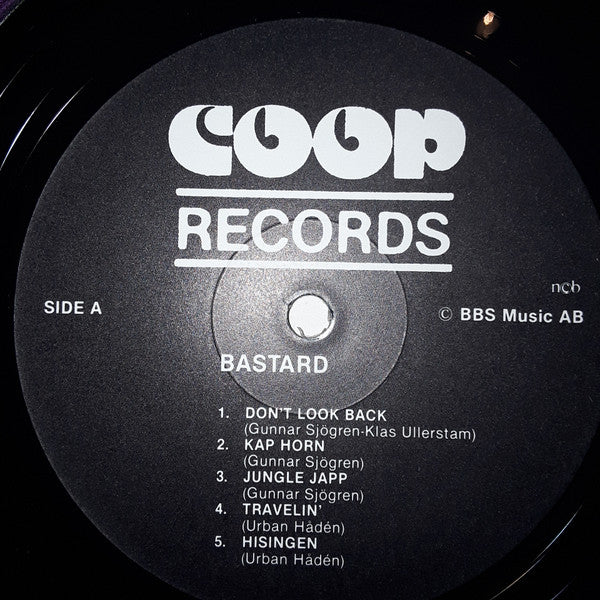 COOP
RECORDS
ncb
SIDE A
© BBS Music AB
BASTARD
1. DON'T LOOK BACK
(Gunnar Sjögren-Klas Ullerstam)
2. KAP HORN
(Gunnar Sjögren)
3. JUNGLE JAPP
(Gunnar Sjögren)
4. TRAVELIN'
(Urban Hådén)
5. HISINGEN
(Urban Hådén)